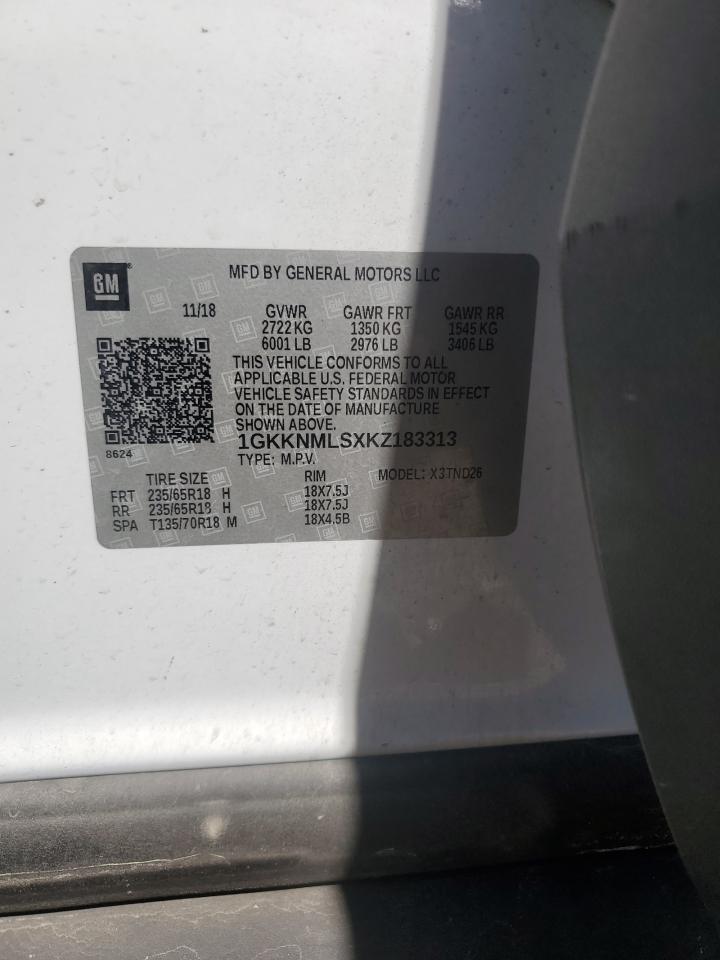 GM
MFD BY GENERAL MOTORS LLC
11/18 GVWR GAWR FRT GAWR RR
2722 KG 1350 KG 1545 KG
6001 LB 2976 LB 3406 LB
THIS VEHICLE CONFORMS TO ALL
APPLICABLE U.S. FEDERAL MOTOR
VEHICLE SAFETY STANDARDS IN EFFECT
ON THE DATE OF MANUFACTURE
SHOWN ABOVE.
1GKKNMLSXKZ183313
8624
TYPE: M.P.V.
TIRE SIZE RIM MODEL: X3TND26
FRT 235/65R18 H 18X7.5J
RR 235/65R18 H 18X7.5J
SPA T135/70R18 M 18X4.5B